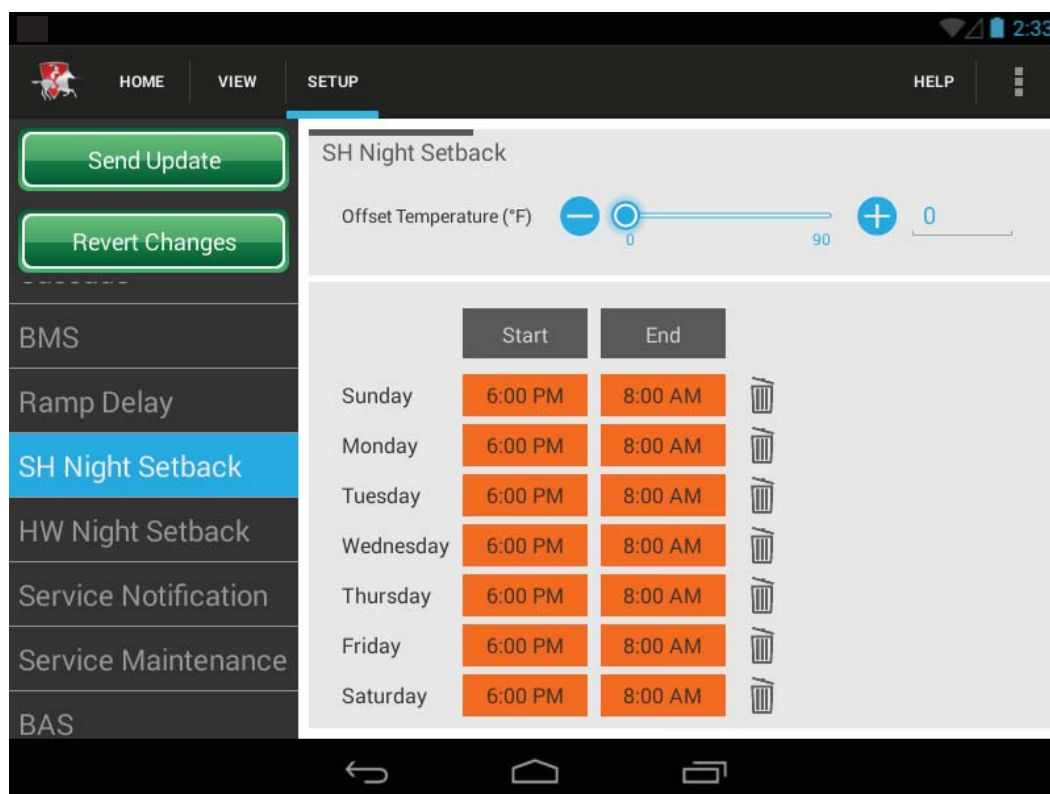 2:33
HOME VIEW SETUP HELP
Send Update
Revert Changes
BMS
Ramp Delay
SH Night Setback
HW Night Setback
Service Notification
Service Maintenance
BAS
SH Night Setback
Offset Temperature (°F) 0 90 0
Start End
Sunday 6:00 PM 8:00 AM
Monday 6:00 PM 8:00 AM
Tuesday 6:00 PM 8:00 AM
Wednesday 6:00 PM 8:00 AM
Thursday 6:00 PM 8:00 AM
Friday 6:00 PM 8:00 AM
Saturday 6:00 PM 8:00 AM